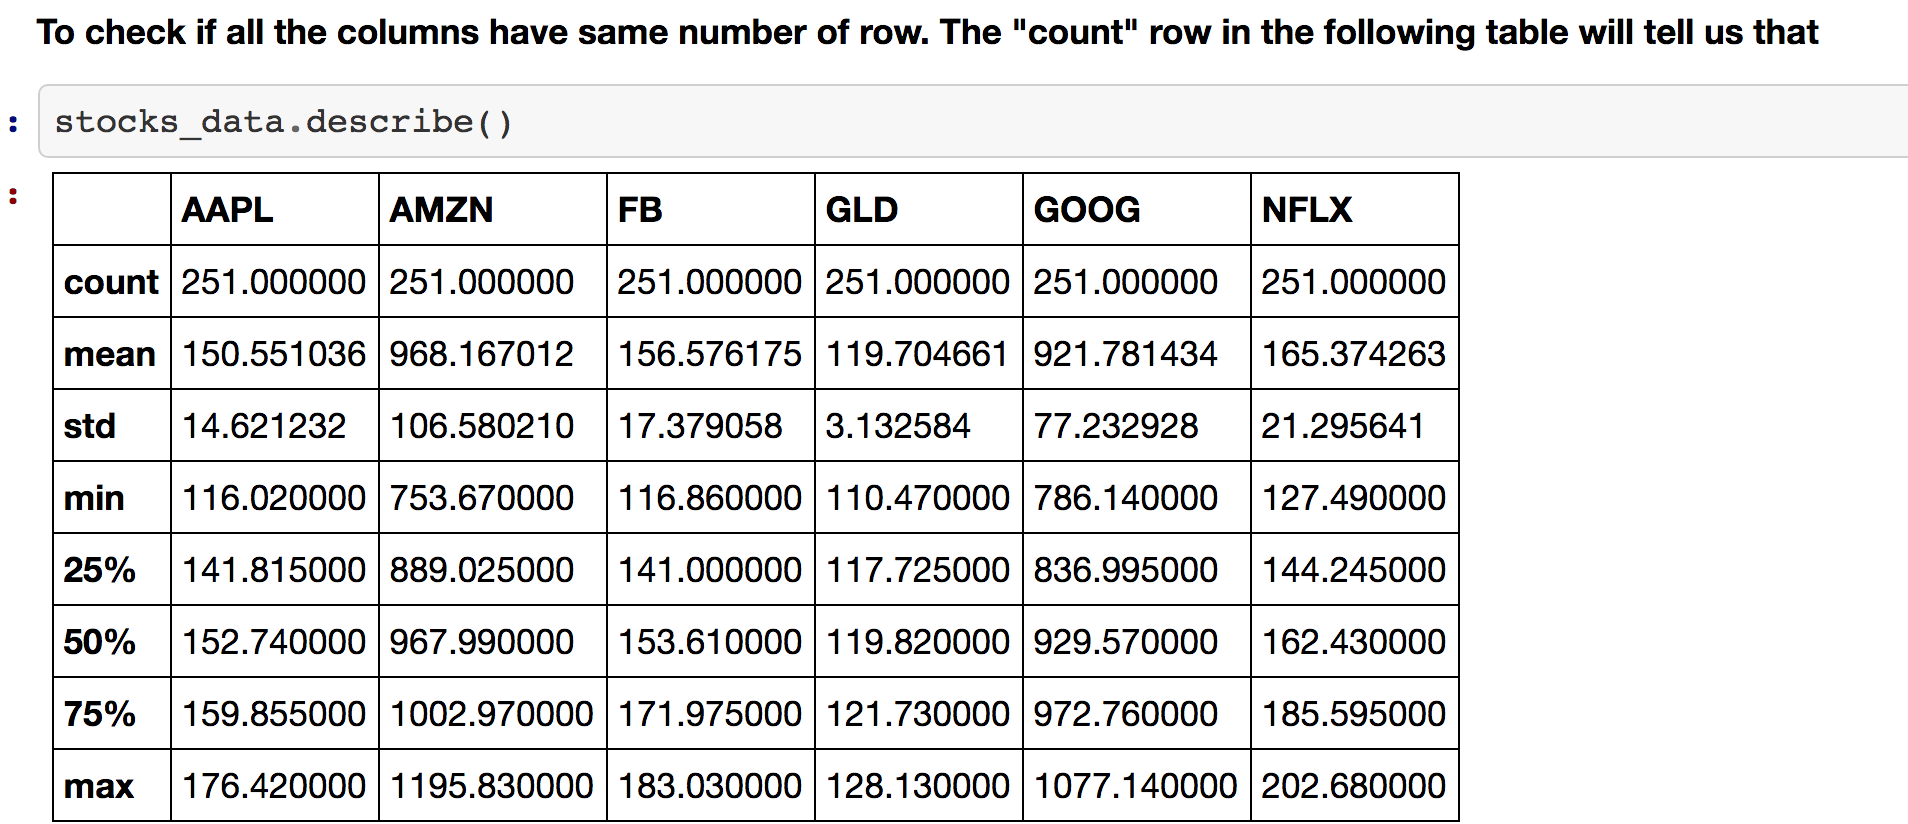 To check if all the columns have same number of row. The "count" row in the following table will tell us that
: stocks_data.describe()
:
AAPL AMZN FB GLD GOOG NFLX
count 251.000000 251.000000 251.000000 251.000000 251.000000 251.000000
mean 150.551036 968.167012 156.576175 119.704661 921.781434 165.374263
std 14.621232 106.580210 17.379058 3.132584 77.232928 21.295641
min 116.020000 753.670000 116.860000 110.470000 786.140000 127.490000
25% 141.815000 889.025000 141.000000 117.725000 836.995000 144.245000
50% 152.740000 967.990000 153.610000 119.820000 929.570000 162.430000
75% 159.855000 1002.970000 171.975000 121.730000 972.760000 185.595000
max 176.420000 1195.830000 183.030000 128.130000 1077.140000 202.680000